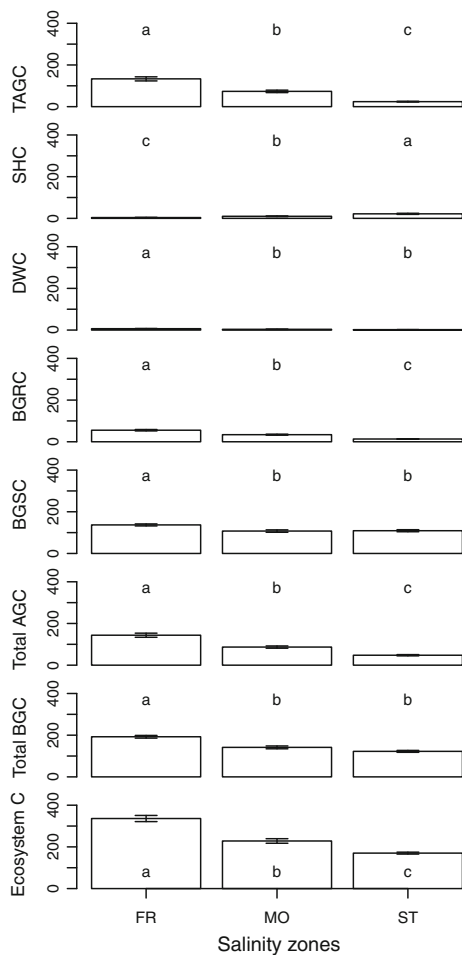 TAGC
0 200 400
a b c
SHC
0 200 400
c b a
DWC
0 200 400
a b b
BGRC
0 200 400
a b c
BGSC
0 200 400
a b b
Total AGC
0 200 400
a b c
Total BGC
0 200 400
a b b
Ecosystem C
0 200 400
a b c
FR MO ST
Salinity zones